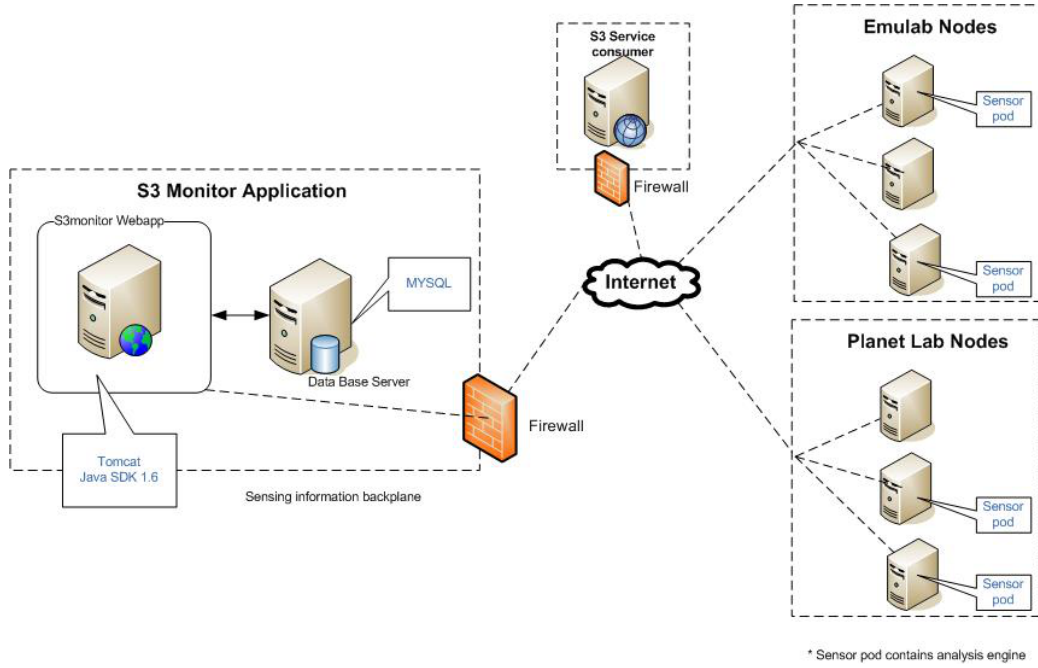 S3 Service
consumer
Firewall
Emulab Nodes
Sensor
pod
Sensor
pod
S3 Monitor Application
S3monitor Webapp
MYSQL
Data Base Server
Tomcat
Java SDK 1.6
Firewall
Sensing information backplane
Internet
Planet Lab Nodes
Sensor
pod
Sensor
pod
* Sensor pod contains analysis engine